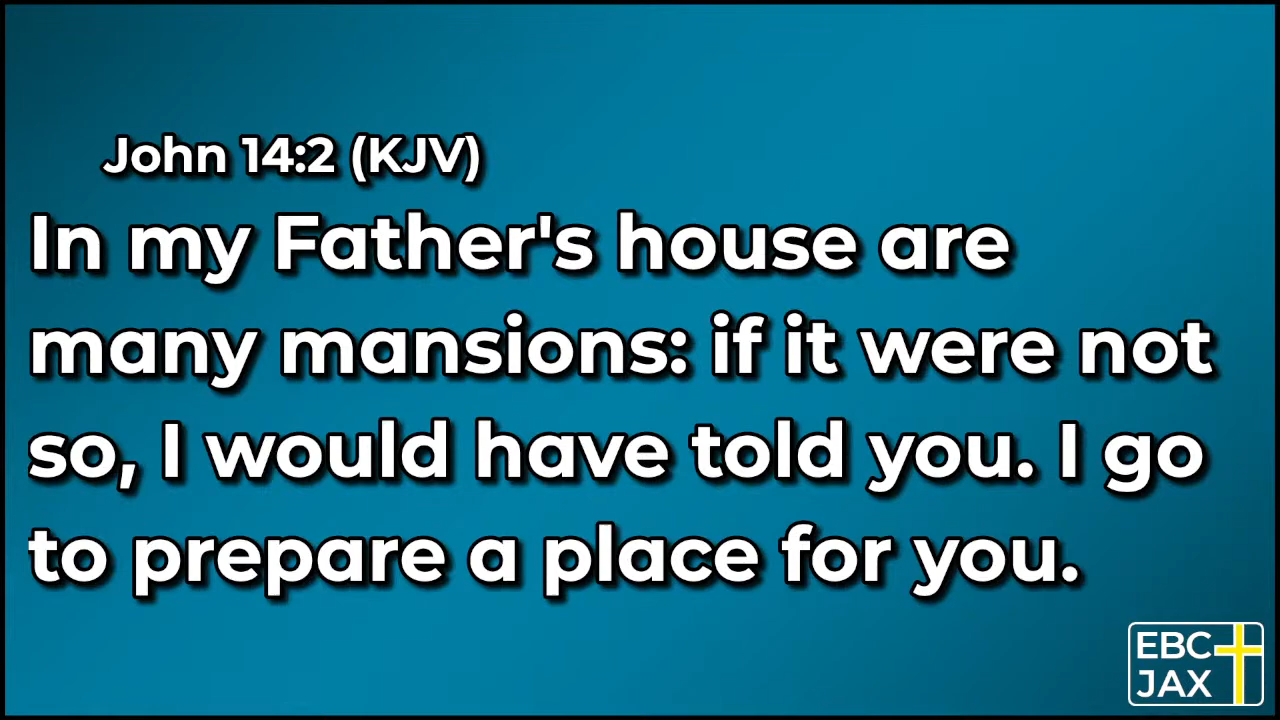 John 14:2 (KJV)
In my Father's house are
many mansions: if it were not
so, I would have told you. I go
to prepare a place for you.
EBC
JAX